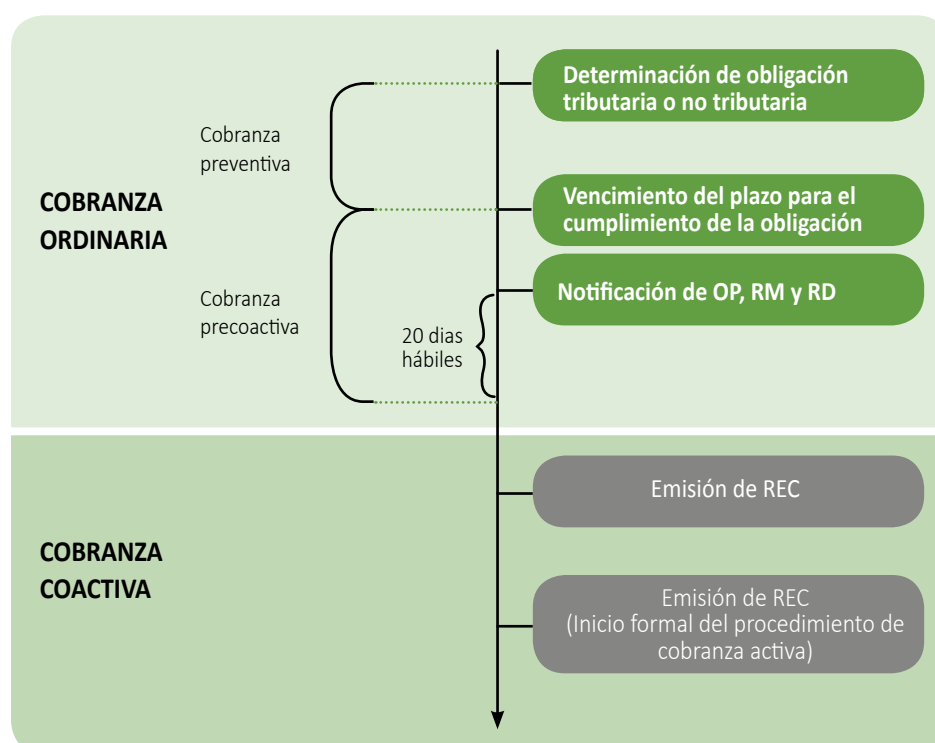 Determinación de obligación
tributaria o no tributaria
Cobranza
preventiva
COBRANZA
ORDINARIA
Vencimiento del plazo para el
cumplimiento de la obligación
Notificación de OP, RM y RD
Cobranza
precoactiva
20 dias
hábiles
Emisión de REC
COBRANZA
COACTIVA
Emisión de REC
(Inicio formal del procedimiento de
cobranza activa)